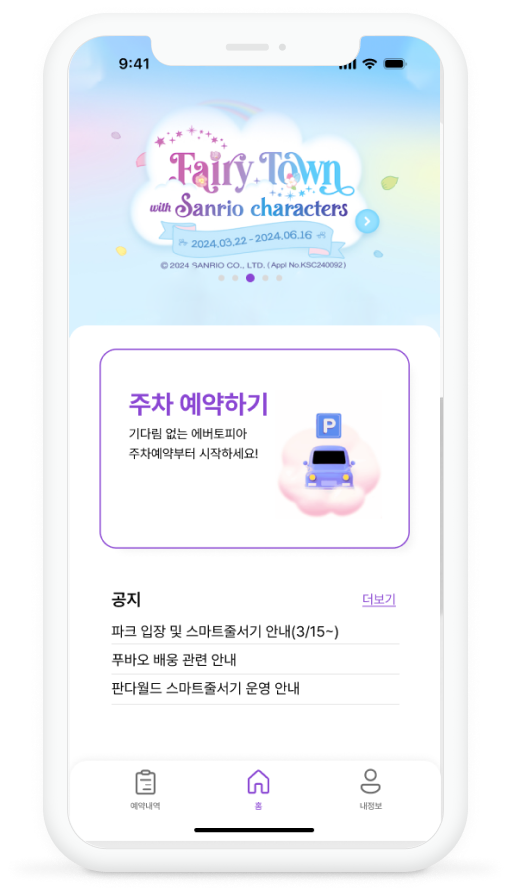 9:41
Fairy Town
with Sanrio characters
2024.03.22 - 2024.06.16
© 2024 SANRIO CO., LTD. (Appl No.KSC240092)
주차 예약하기
P
기다림 없는 에버토피아
주차예약부터 시작하세요!
공지
더보기
파크 입장 및 스마트줄서기 안내(3/15~)
푸바오 배웅 관련 안내
판다월드 스마트줄서기 운영 안내
예약내역
홈
내정보